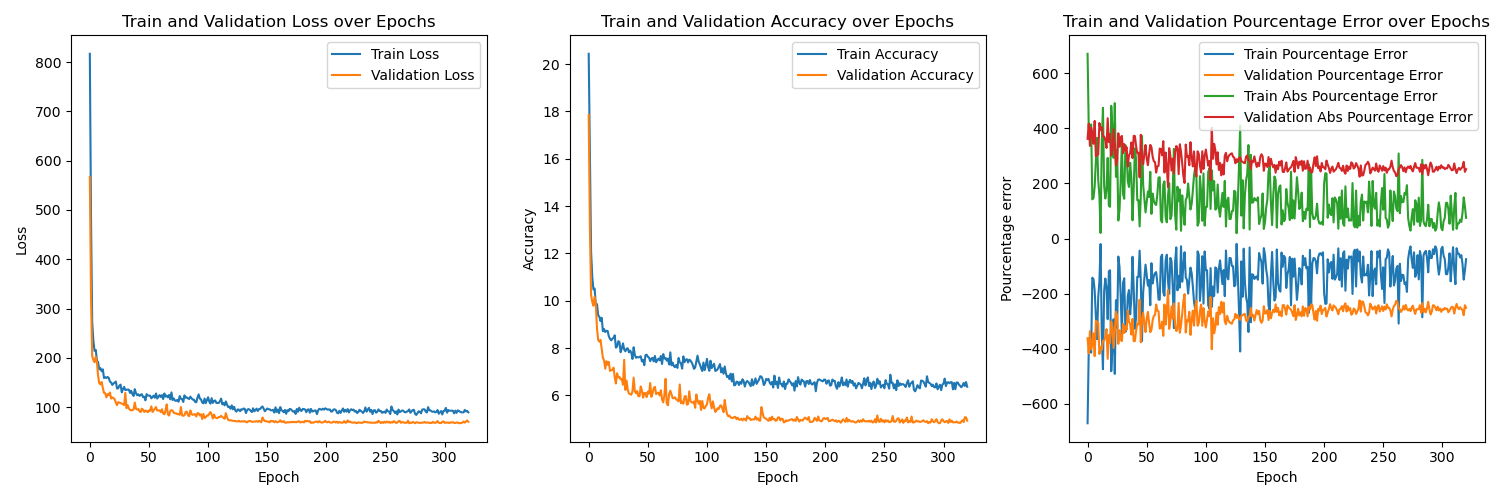 Train and Validation Loss over Epochs
Train Loss
Validation Loss
800
700
600
500
400
300
200
100
Loss
0 50 100 150 200 250 300
Epoch
Train and Validation Accuracy over Epochs
Train Accuracy
Validation Accuracy
20
18
16
14
12
10
8
6
Accuracy
0 50 100 150 200 250 300
Epoch
Train and Validation Pourcentage Error over Epochs
Train Pourcentage Error
Validation Pourcentage Error
Train Abs Pourcentage Error
Validation Abs Pourcentage Error
600
400
200
0
−200
−400
−600
Pourcentage error
0 50 100 150 200 250 300
Epoch